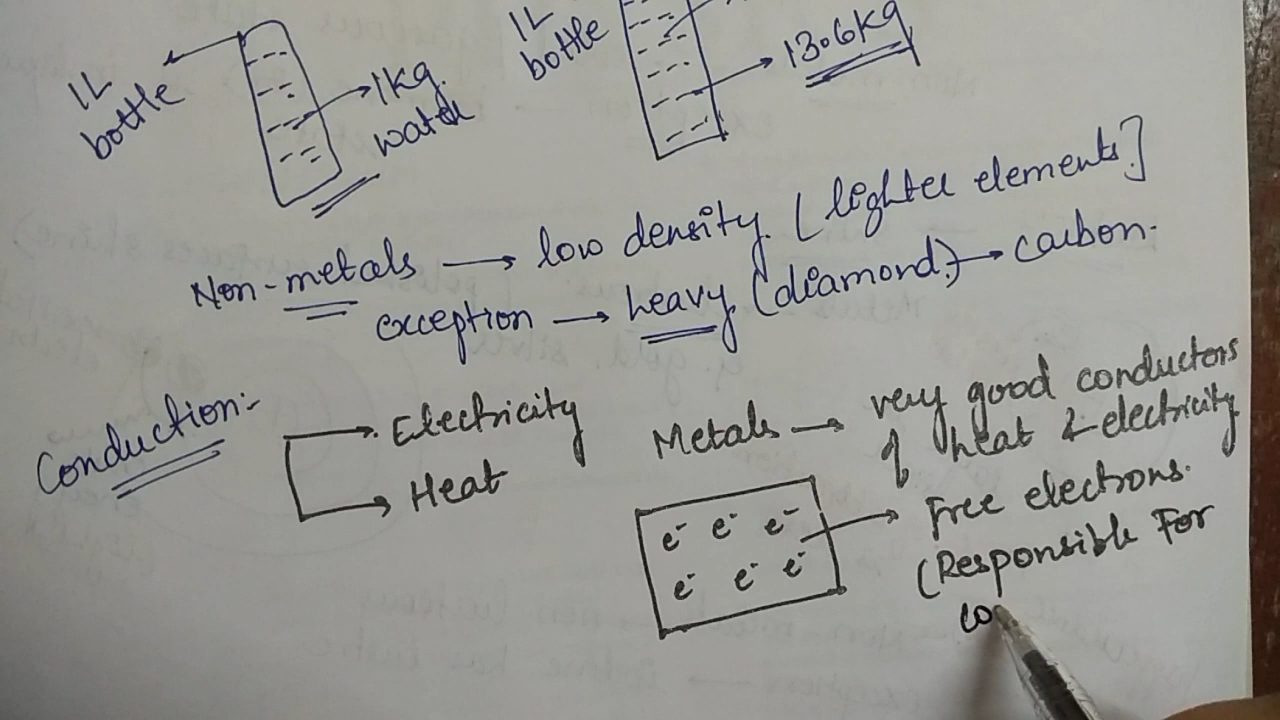 1L
bottle
1kg.
water
1L
bottle
13.6kg
Non-metals → low density. [lighter elements]
exception → heavy (diamond) → carbon.
Conduction:-
Electricity
Heat
Metals → very good conductors
of heat & electricity
e⁻ e⁻ e⁻
e⁻ e⁻ e⁻
Free electrons.
(Responsible For
co